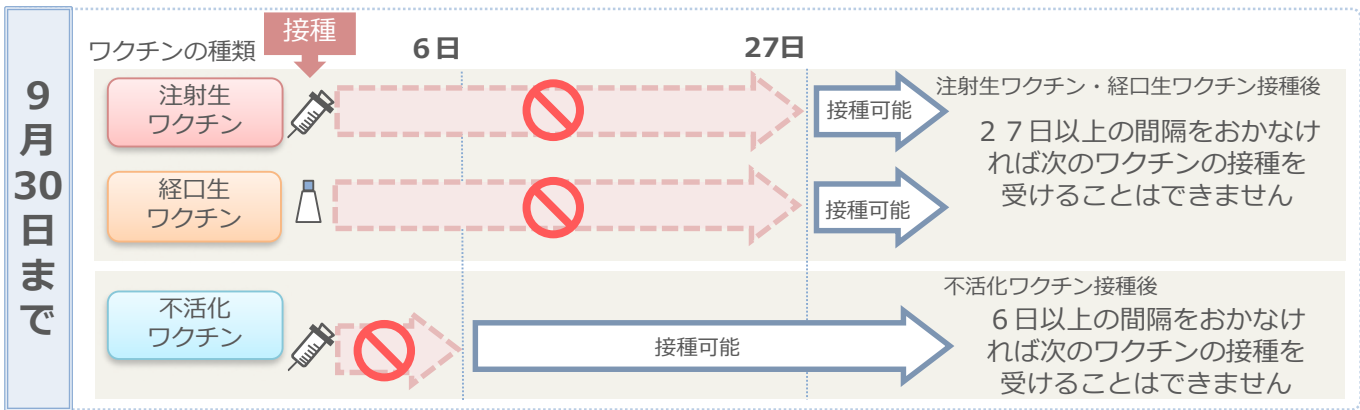 9
月
30
日
ま
で
ワクチンの種類
接種
６日
27日
注射生
ワクチン
接種可能
注射生ワクチン・経口生ワクチン接種後
２７日以上の間隔をおかなけ
れば次のワクチンの接種を
受けることはできません
経口生
ワクチン
接種可能
不活化
ワクチン
接種可能
不活化ワクチン接種後
６日以上の間隔をおかなけ
れば次のワクチンの接種を
受けることはできません